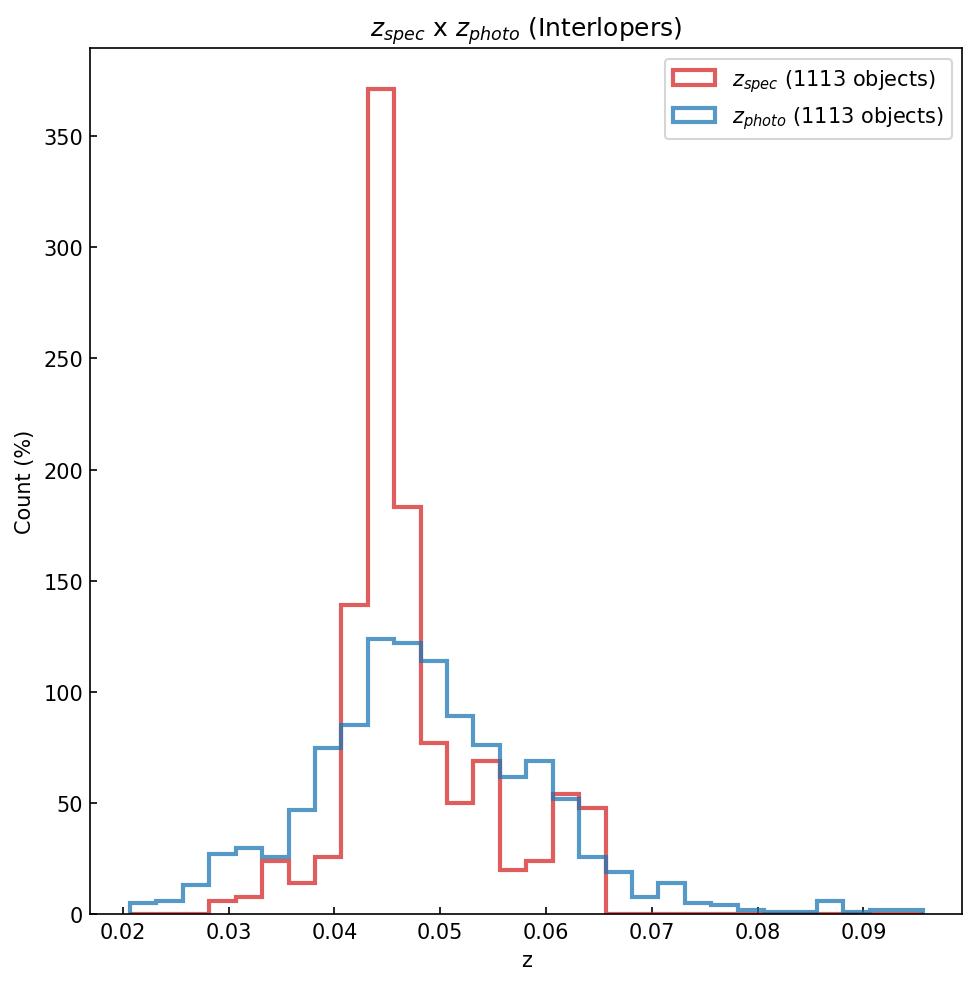 z_spec x z_photo (Interlopers)
z_spec (1113 objects)
z_photo (1113 objects)
Count (%)
350
300
250
200
150
100
50
0
0.02 0.03 0.04 0.05 0.06 0.07 0.08 0.09
z